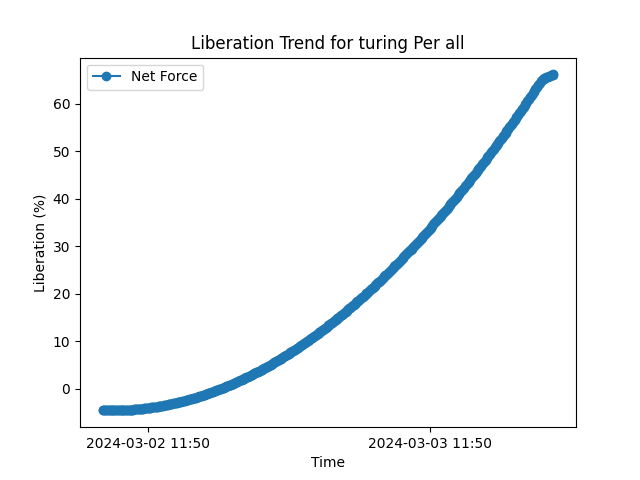 Liberation Trend for turing Per all
Net Force
Liberation (%)
60
50
40
30
20
10
0
2024-03-02 11:50
2024-03-03 11:50
Time